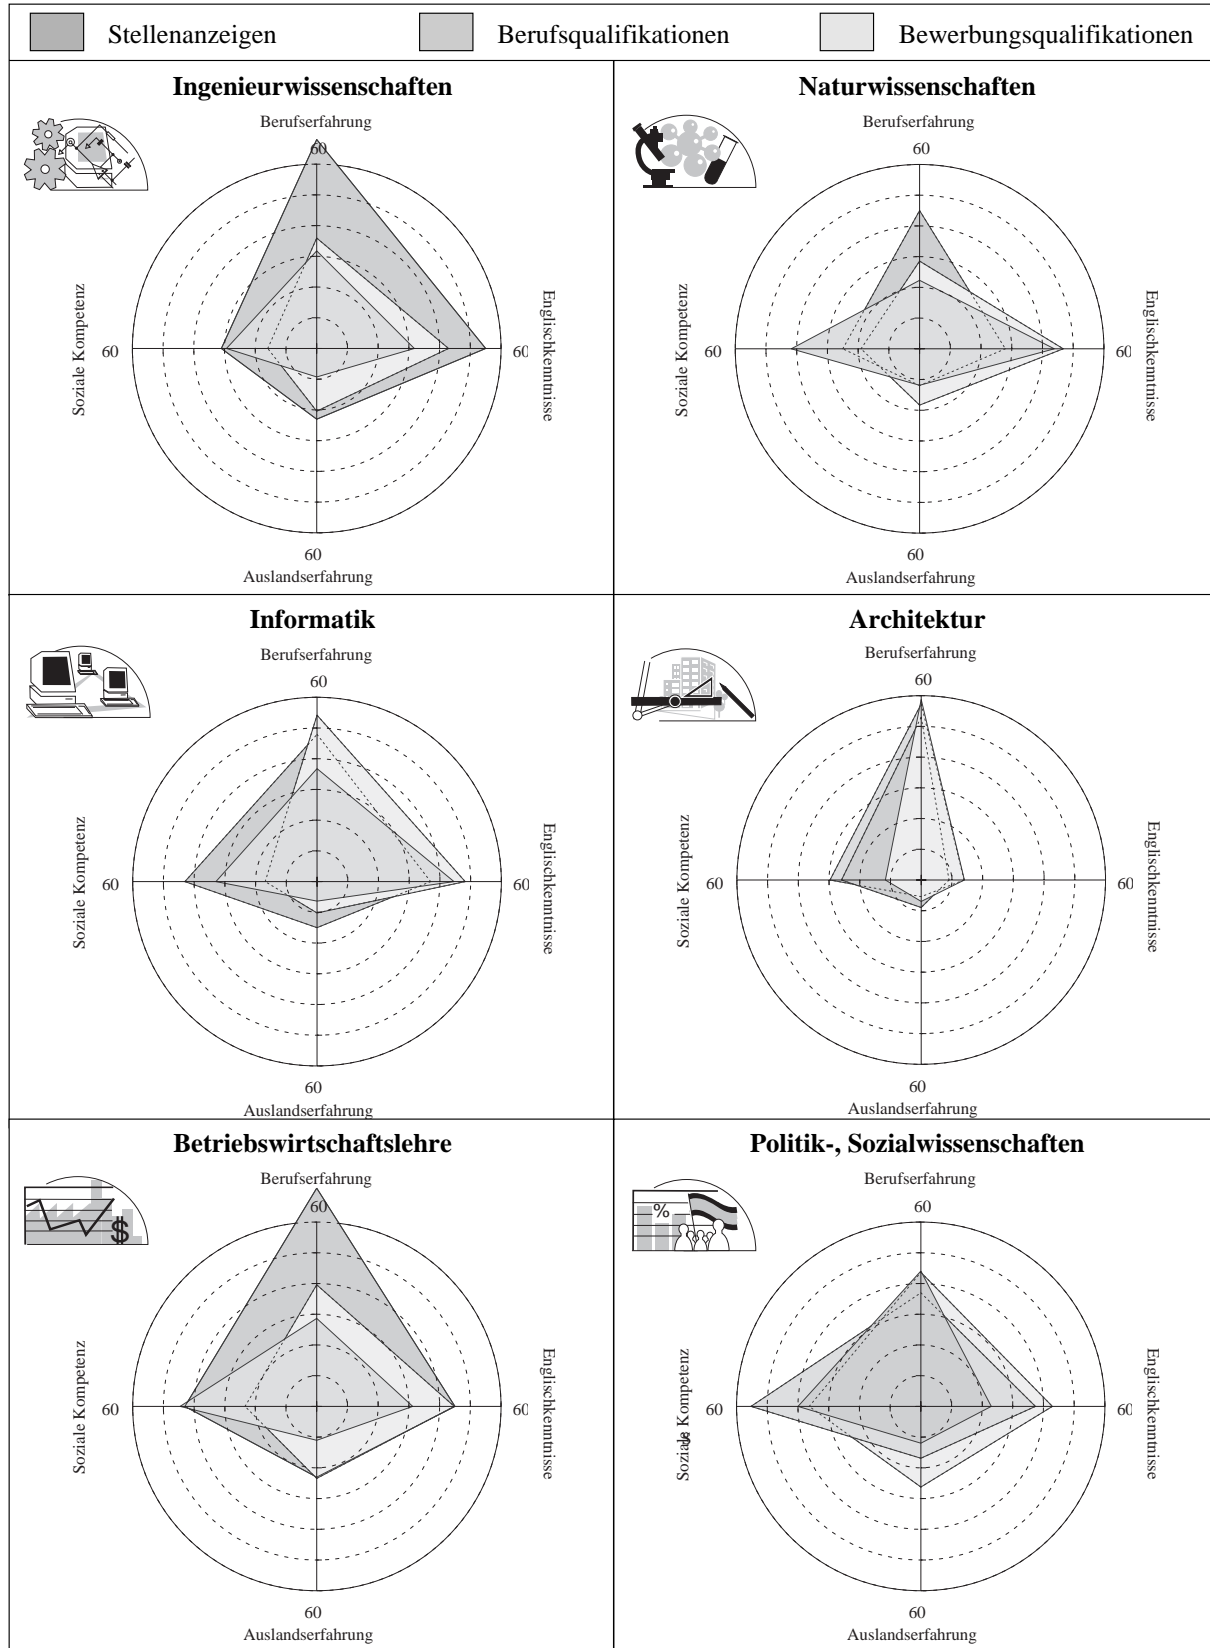 Stellenanzeigen
Berufsqualifikationen
Bewerbungsqualifikationen
Ingenieurwissenschaften
Berufserfahrung
60
Soziale Kompetenz
60
Englischkenntnisse
60
60
Auslandserfahrung
Naturwissenschaften
Berufserfahrung
60
Soziale Kompetenz
60
Englischkenntnisse
60
60
Auslandserfahrung
Informatik
Berufserfahrung
60
Soziale Kompetenz
60
Englischkenntnisse
60
60
Auslandserfahrung
Architektur
Berufserfahrung
60
Soziale Kompetenz
60
Englischkenntnisse
60
60
Auslandserfahrung
Betriebswirtschaftslehre
$
Berufserfahrung
60
Soziale Kompetenz
60
Englischkenntnisse
60
60
Auslandserfahrung
Politik-, Sozialwissenschaften
%
Berufserfahrung
60
Soziale Kompetenz
60
Englischkenntnisse
60
60
Auslandserfahrung